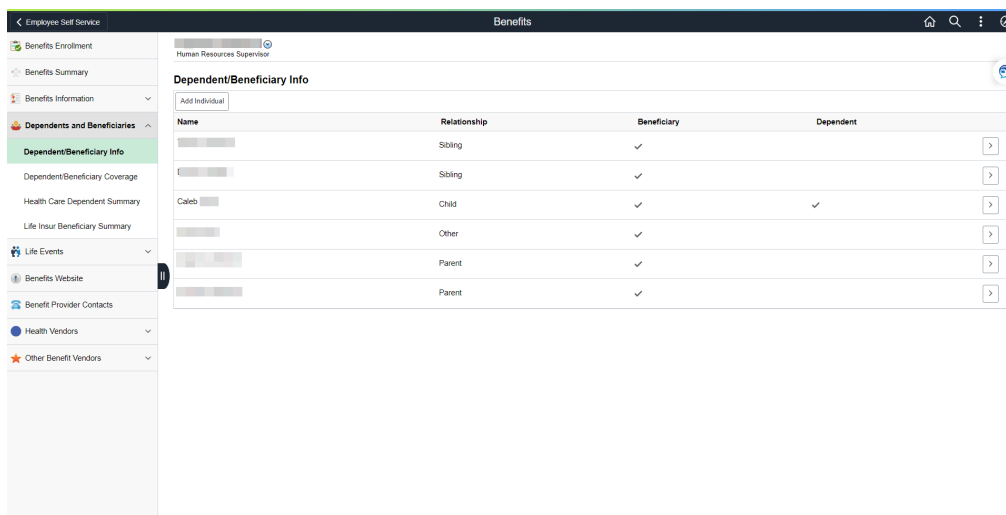 Employee Self Service
Benefits
Benefits Enrollment
Benefits Summary
Benefits Information
Dependents and Beneficiaries
Dependent/Beneficiary Info
Dependent/Beneficiary Coverage
Health Care Dependent Summary
Life Insur Beneficiary Summary
Life Events
Benefits Website
Benefit Provider Contacts
Health Vendors
Other Benefit Vendors
Human Resources Supervisor
Dependent/Beneficiary Info
Add Individual
Name Relationship Beneficiary Dependent
Sibling
Sibling
Caleb Child
Other
Parent
Parent